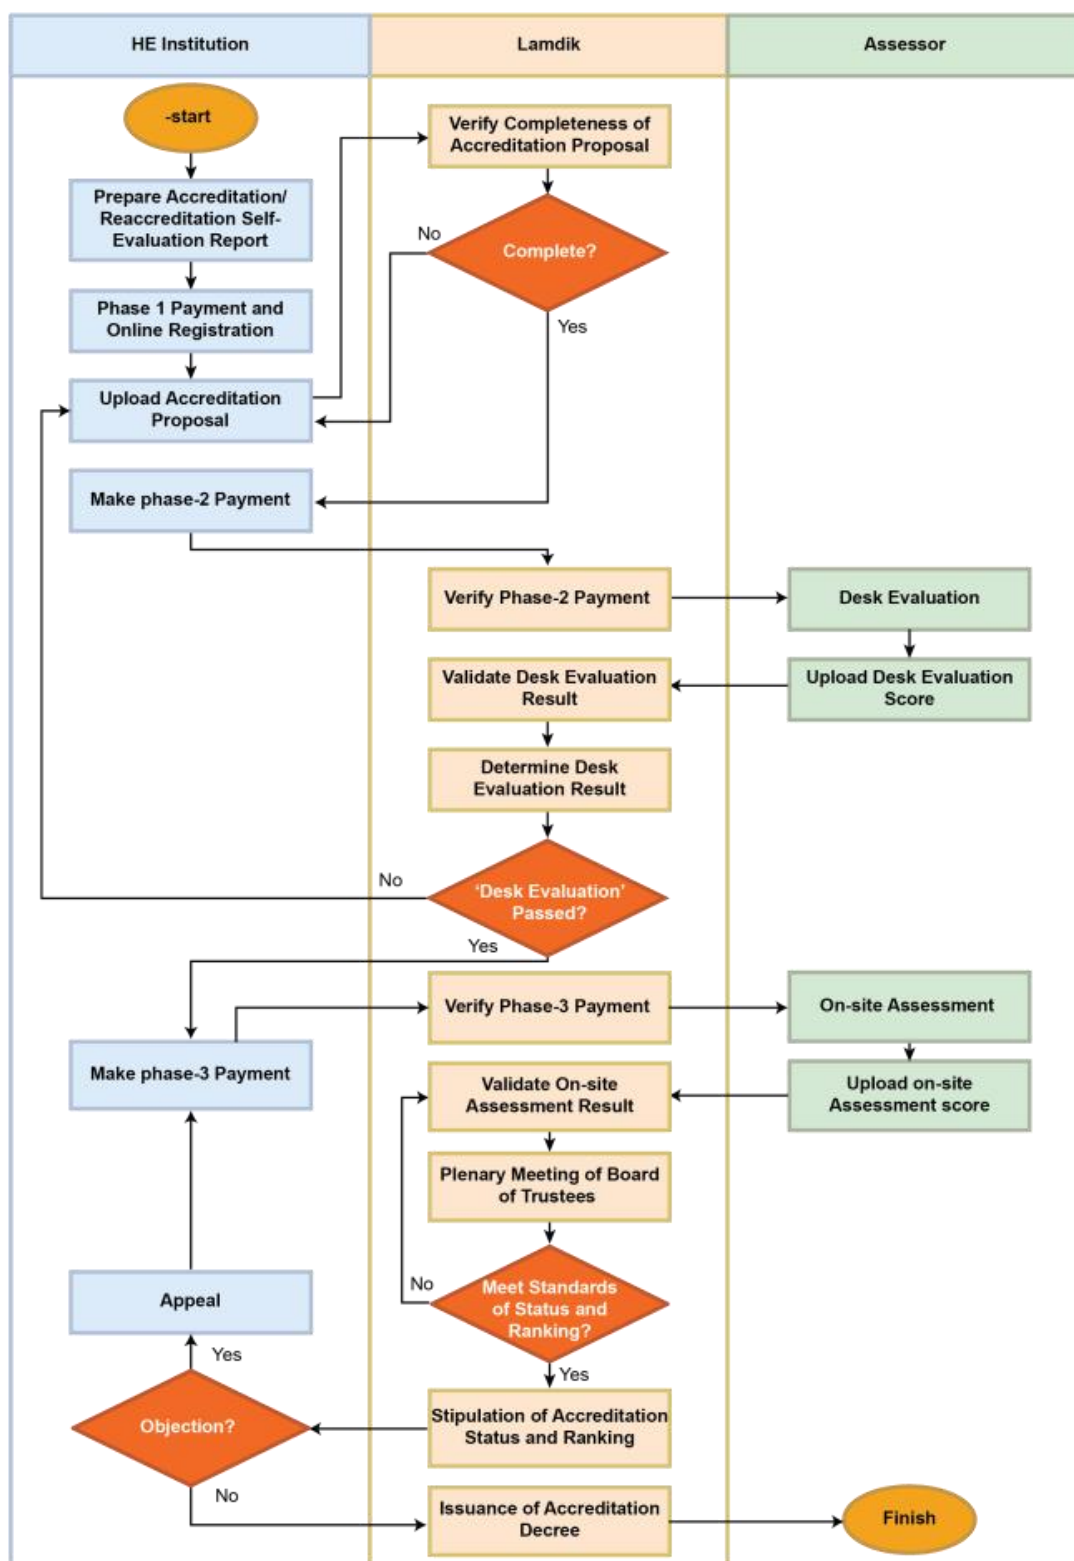 HE Institution
Lamdik
Assessor
-start
Verify Completeness of
Accreditation Proposal
Prepare Accreditation/
Reaccreditation Self-
Evaluation Report
No
Complete?
Phase 1 Payment and
Online Registration
Yes
Upload Accreditation
Proposal
Make phase-2 Payment
Verify Phase-2 Payment
Desk Evaluation
Validate Desk Evaluation
Result
Upload Desk Evaluation
Score
Determine Desk
Evaluation Result
No
‘Desk Evaluation’
Passed?
Yes
Verify Phase-3 Payment
On-site Assessment
Make phase-3 Payment
Validate On-site
Assessment Result
Upload on-site
Assessment score
Plenary Meeting of Board
of Trustees
No
Meet Standards
of Status and
Ranking?
Appeal
Yes
Yes
Objection?
Stipulation of Accreditation
Status and Ranking
No
Issuance of Accreditation
Decree
Finish